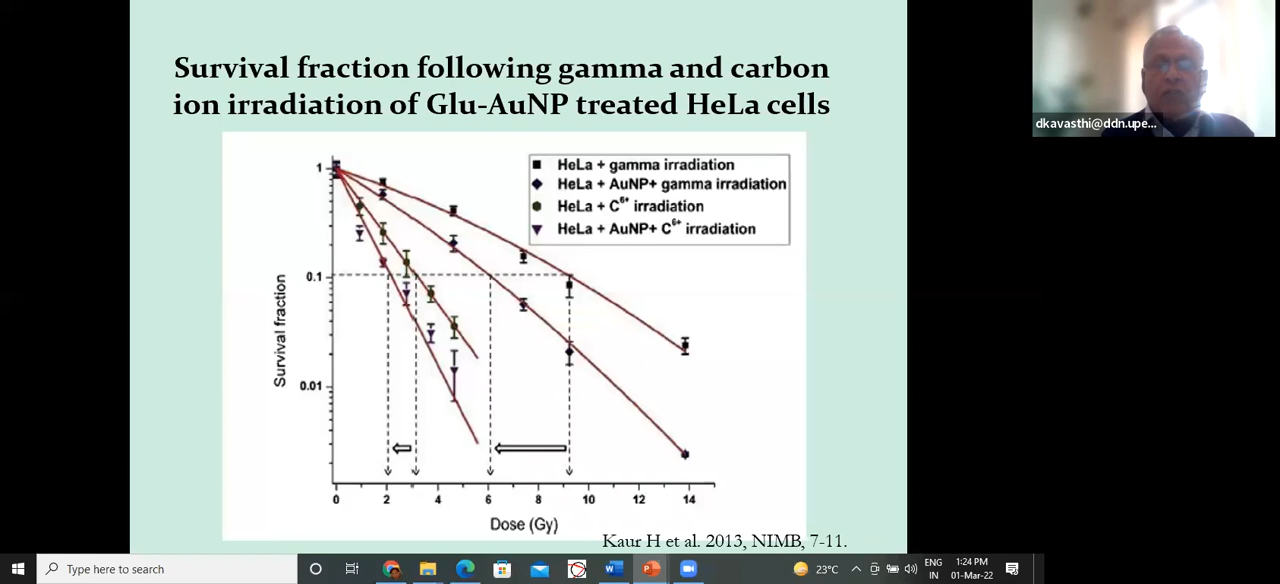 Survival fraction following gamma and carbon
ion irradiation of Glu-AuNP treated HeLa cells
dkavasthi@ddn.upe...
HeLa + gamma irradiation
HeLa + AuNP+ gamma irradiation
HeLa + C6+ irradiation
HeLa + AuNP+ C6+ irradiation
1
0.1
0.01
Survival fraction
0 2 4 6 8 10 12 14
Dose (Gy)
Kaur H et al. 2013, NIMB, 7-11.
Type here to search
23°C
ENG
IN
1:24 PM
01-Mar-22